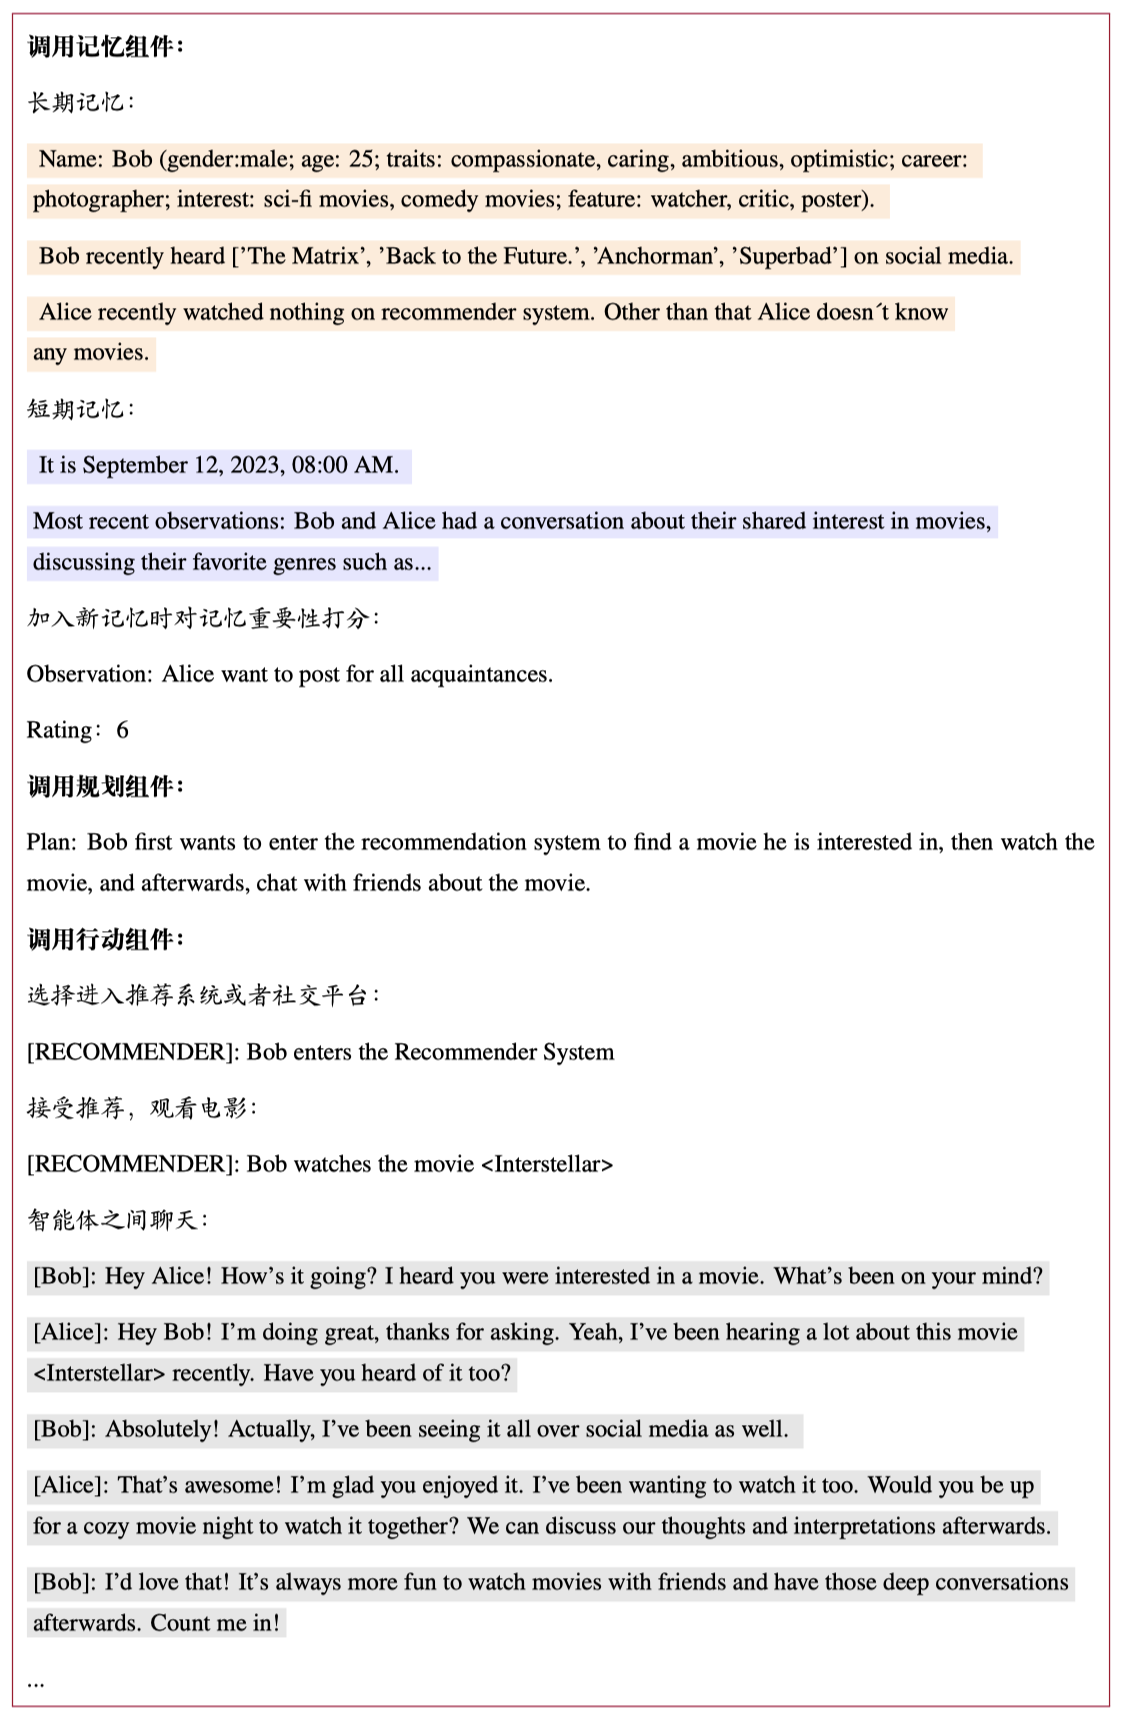 调用记忆组件：
长期记忆：
Name: Bob (gender:male; age: 25; traits: compassionate, caring, ambitious, optimistic; career:
photographer; interest: sci-fi movies, comedy movies; feature: watcher, critic, poster).
Bob recently heard [’The Matrix’, ’Back to the Future.’, ’Anchorman’, ’Superbad’] on social media.
Alice recently watched nothing on recommender system. Other than that Alice doesn´t know
any movies.
短期记忆：
It is September 12, 2023, 08:00 AM.
Most recent observations: Bob and Alice had a conversation about their shared interest in movies,
discussing their favorite genres such as...
加入新记忆时对记忆重要性打分：
Observation: Alice want to post for all acquaintances.
Rating：6
调用规划组件：
Plan: Bob first wants to enter the recommendation system to find a movie he is interested in, then watch the
movie, and afterwards, chat with friends about the movie.
调用行动组件：
选择进入推荐系统或者社交平台：
[RECOMMENDER]: Bob enters the Recommender System
接受推荐，观看电影：
[RECOMMENDER]: Bob watches the movie <Interstellar>
智能体之间聊天：
[Bob]: Hey Alice! How’s it going? I heard you were interested in a movie. What’s been on your mind?
[Alice]: Hey Bob! I’m doing great, thanks for asking. Yeah, I’ve been hearing a lot about this movie
<Interstellar> recently. Have you heard of it too?
[Bob]: Absolutely! Actually, I’ve been seeing it all over social media as well.
[Alice]: That’s awesome! I’m glad you enjoyed it. I’ve been wanting to watch it too. Would you be up
for a cozy movie night to watch it together? We can discuss our thoughts and interpretations afterwards.
[Bob]: I’d love that! It’s always more fun to watch movies with friends and have those deep conversations
afterwards. Count me in!
...